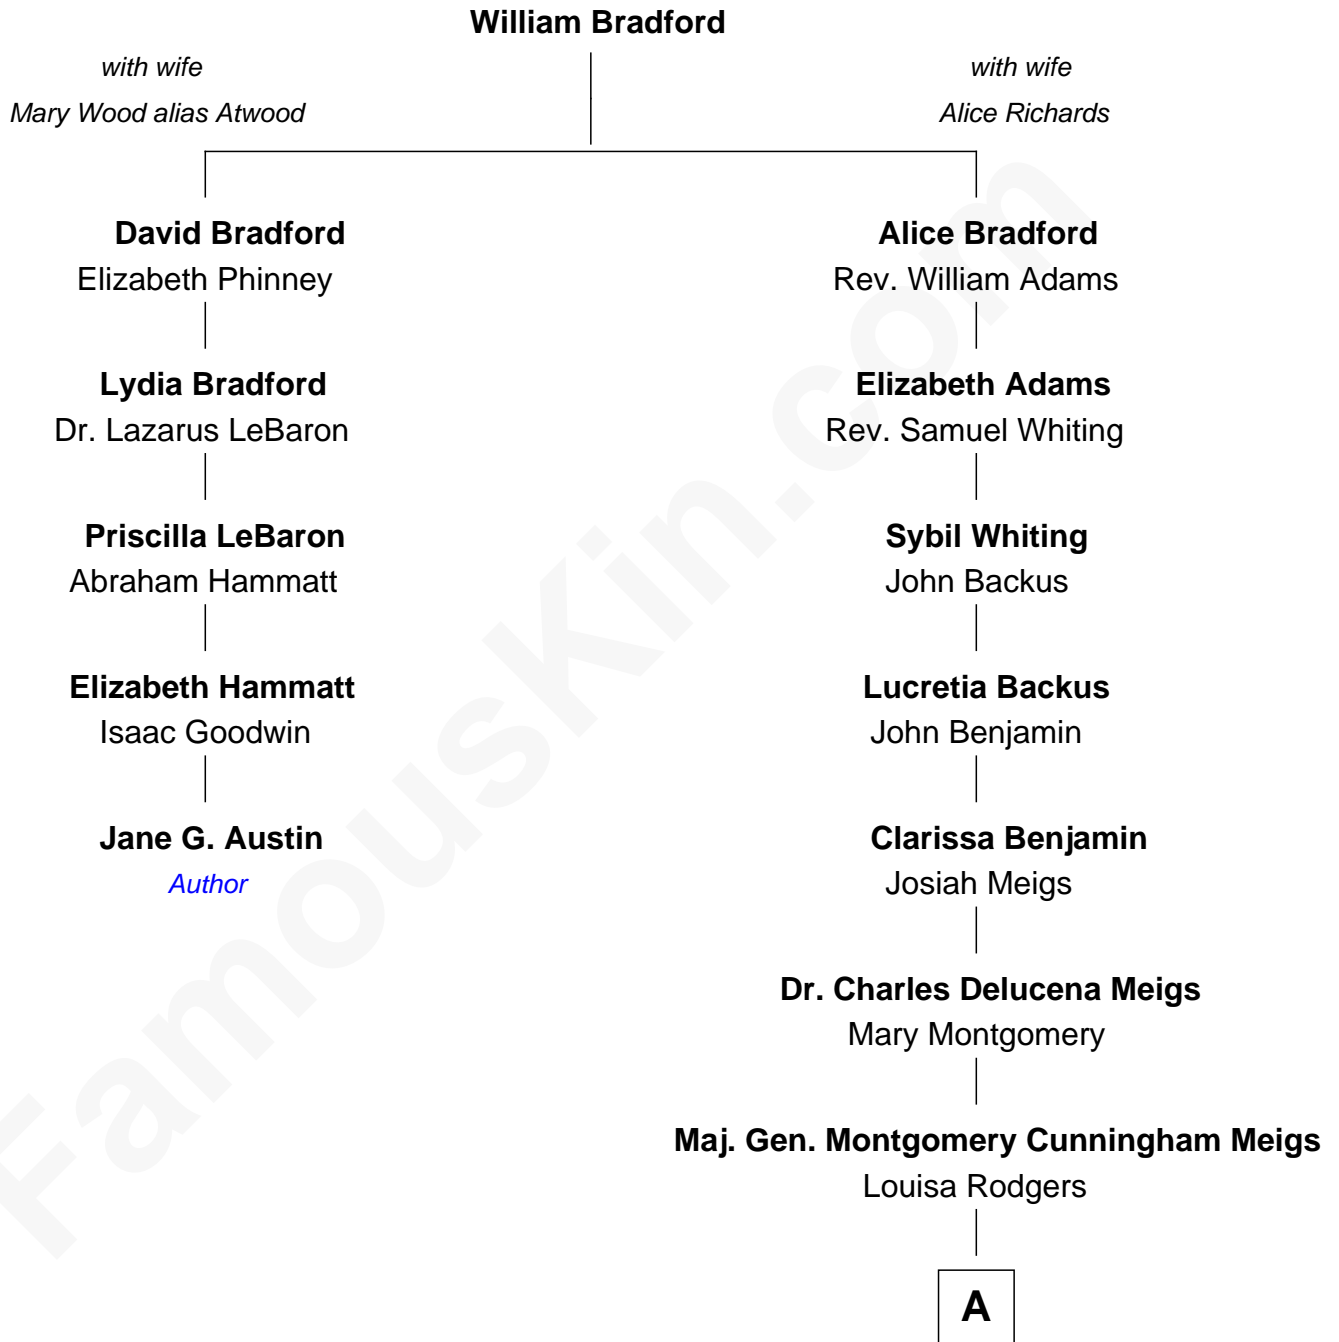 William Bradford
with wife
Mary Wood alias Atwood
with wife
Alice Richards
David Bradford
Elizabeth Phinney
Lydia Bradford
Dr. Lazarus LeBaron
Priscilla LeBaron
Abraham Hammatt
Elizabeth Hammatt
Isaac Goodwin
Jane G. Austin
Author
Alice Bradford
Rev. William Adams
Elizabeth Adams
Rev. Samuel Whiting
Sybil Whiting
John Backus
Lucretia Backus
John Benjamin
Clarissa Benjamin
Josiah Meigs
Dr. Charles Delucena Meigs
Mary Montgomery
Maj. Gen. Montgomery Cunningham Meigs
Louisa Rodgers
A
FamousKin.com